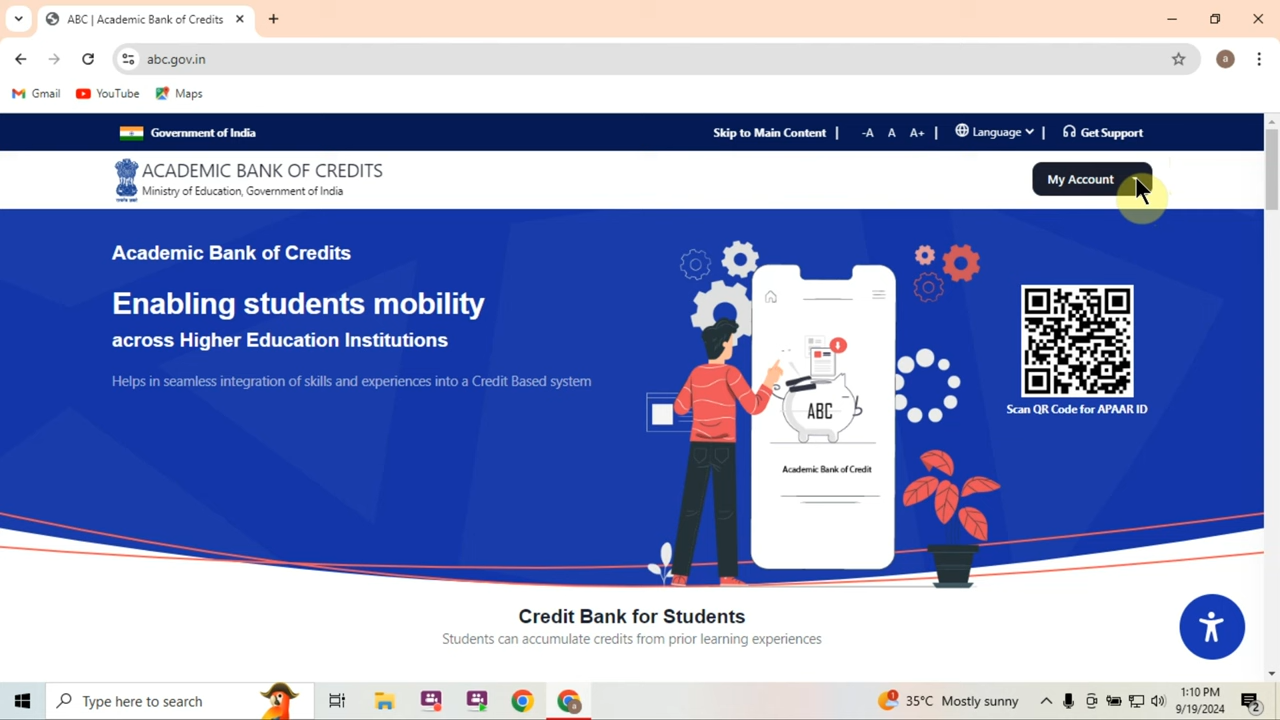 ABC | Academic Bank of Credits
abc.gov.in
Gmail YouTube Maps
Government of India Skip to Main Content | -A A A+ | Language | Get Support
ACADEMIC BANK OF CREDITS
Ministry of Education, Government of India
My Account
Academic Bank of Credits
Enabling students mobility
across Higher Education Institutions
Helps in seamless integration of skills and experiences into a Credit Based system
ABC
Academic Bank of Credit
Scan QR Code for APAAR ID
Credit Bank for Students
Students can accumulate credits from prior learning experiences
Type here to search
35°C Mostly sunny
1:10 PM
9/19/2024
a
1
2
a